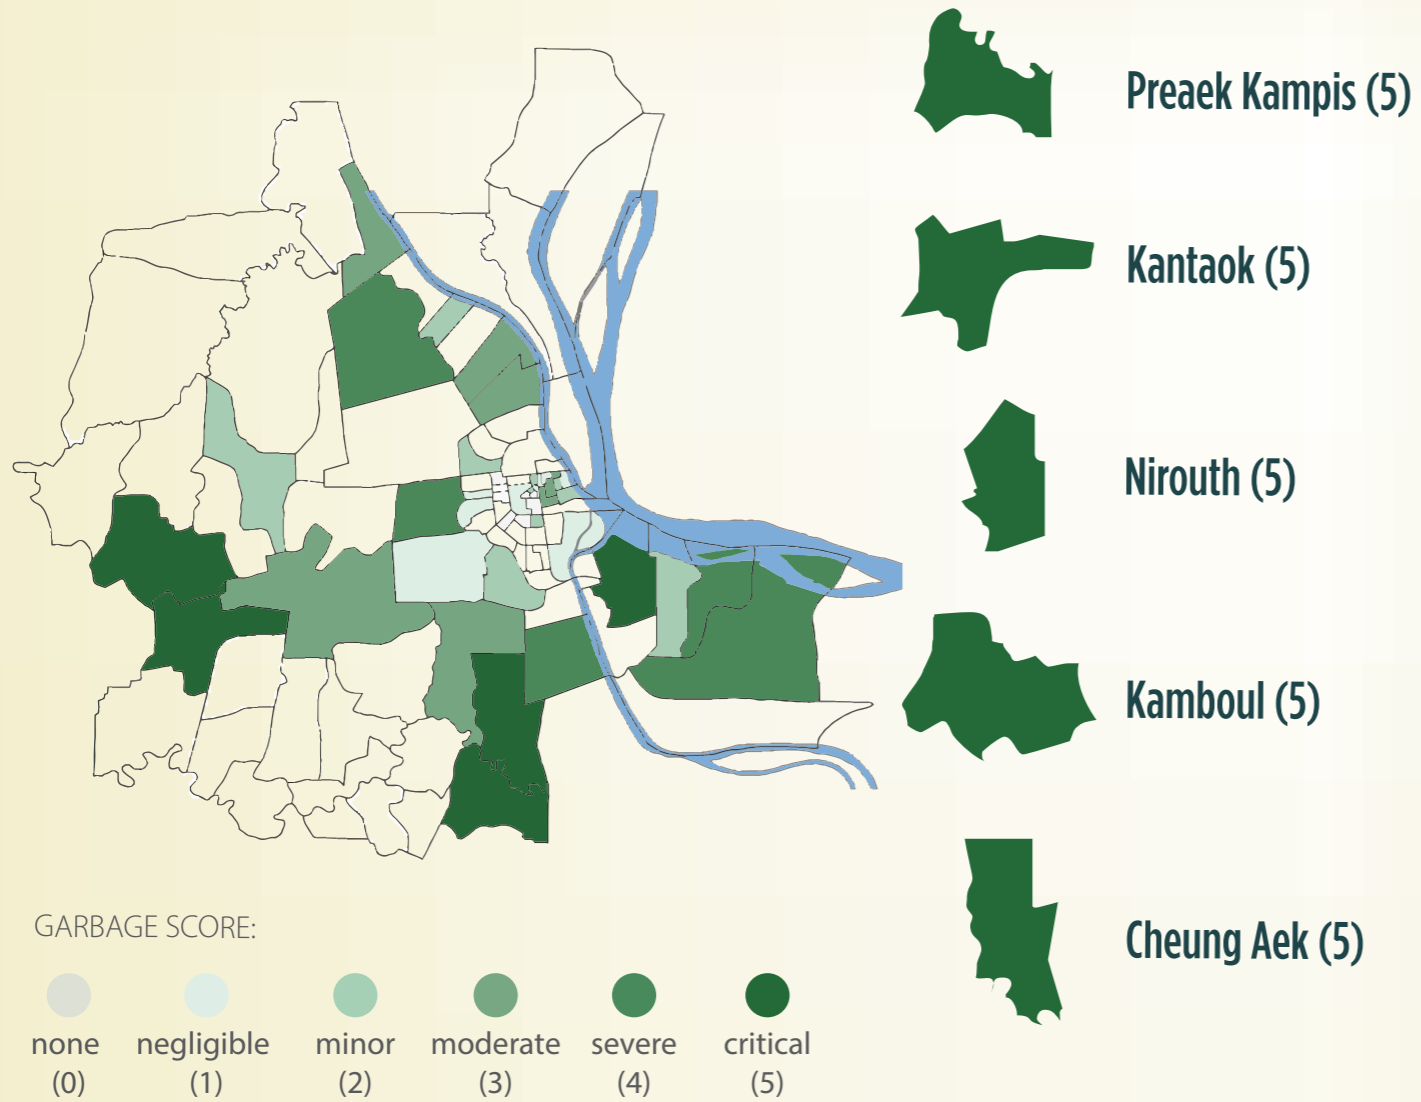 Preaek Kampis (5)
Kantaok (5)
Nirouth (5)
Kamboul (5)
Cheung Aek (5)
GARBAGE SCORE:
none negligible minor moderate severe critical
(0) (1) (2) (3) (4) (5)